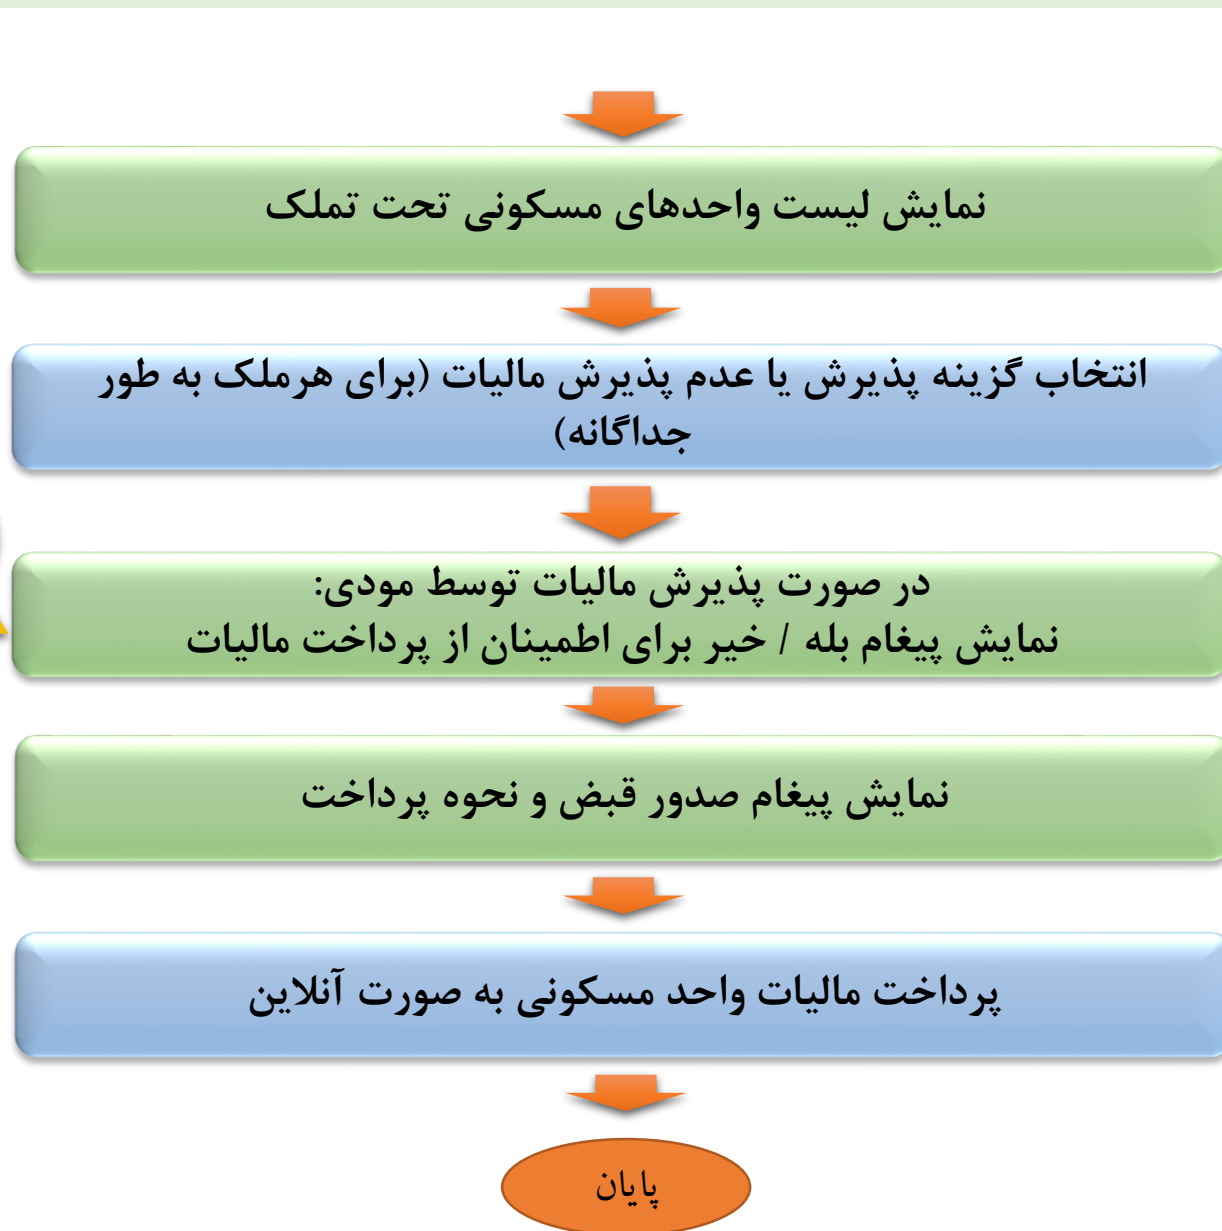 نمایش لیست واحدهای مسکونی تحت تملک
انتخاب گزینه پذیرش یا عدم پذیرش مالیات (برای هرملک به طور
جداگانه)
در صورت پذیرش مالیات توسط مودی:
نمایش پیغام بله / خیر برای اطمینان از پرداخت مالیات
نمایش پیغام صدور قبض و نحوه پرداخت
پرداخت مالیات واحد مسکونی به صورت آنلاین
پایان